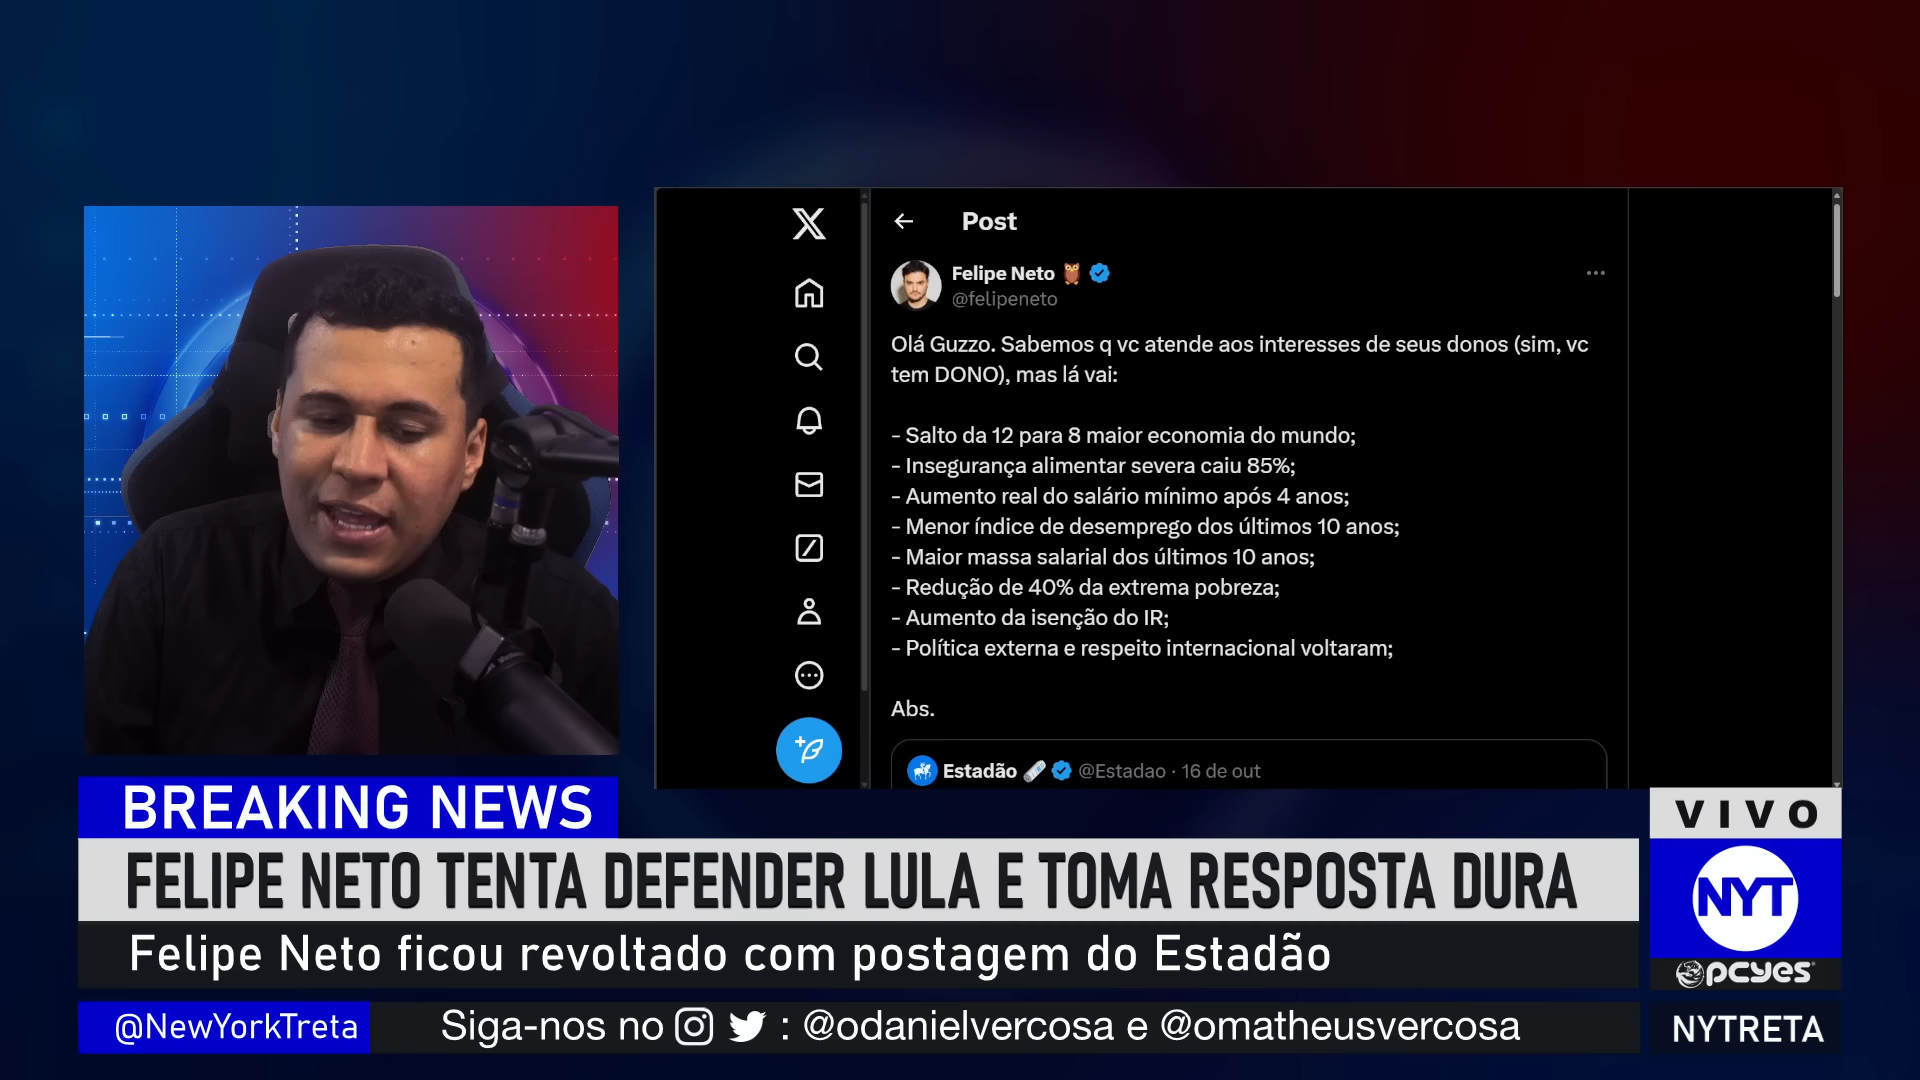 Post
Felipe Neto 🦉
@felipeneto
Olá Guzzo. Sabemos q vc atende aos interesses de seus donos (sim, vc
tem DONO), mas lá vai:
- Salto da 12 para 8 maior economia do mundo;
- Insegurança alimentar severa caiu 85%;
- Aumento real do salário mínimo após 4 anos;
- Menor índice de desemprego dos últimos 10 anos;
- Maior massa salarial dos últimos 10 anos;
- Redução de 40% da extrema pobreza;
- Aumento da isenção do IR;
- Política externa e respeito internacional voltaram;
Abs.
Estadão 🗞️ @Estadao · 16 de out
BREAKING NEWS
FELIPE NETO TENTA DEFENDER LULA E TOMA RESPOSTA DURA
Felipe Neto ficou revoltado com postagem do Estadão
@NewYorkTreta
Siga-nos no : @odanielvercosa e @omatheusvercosa
VIVO
NYT
pcyes
NYTRETA